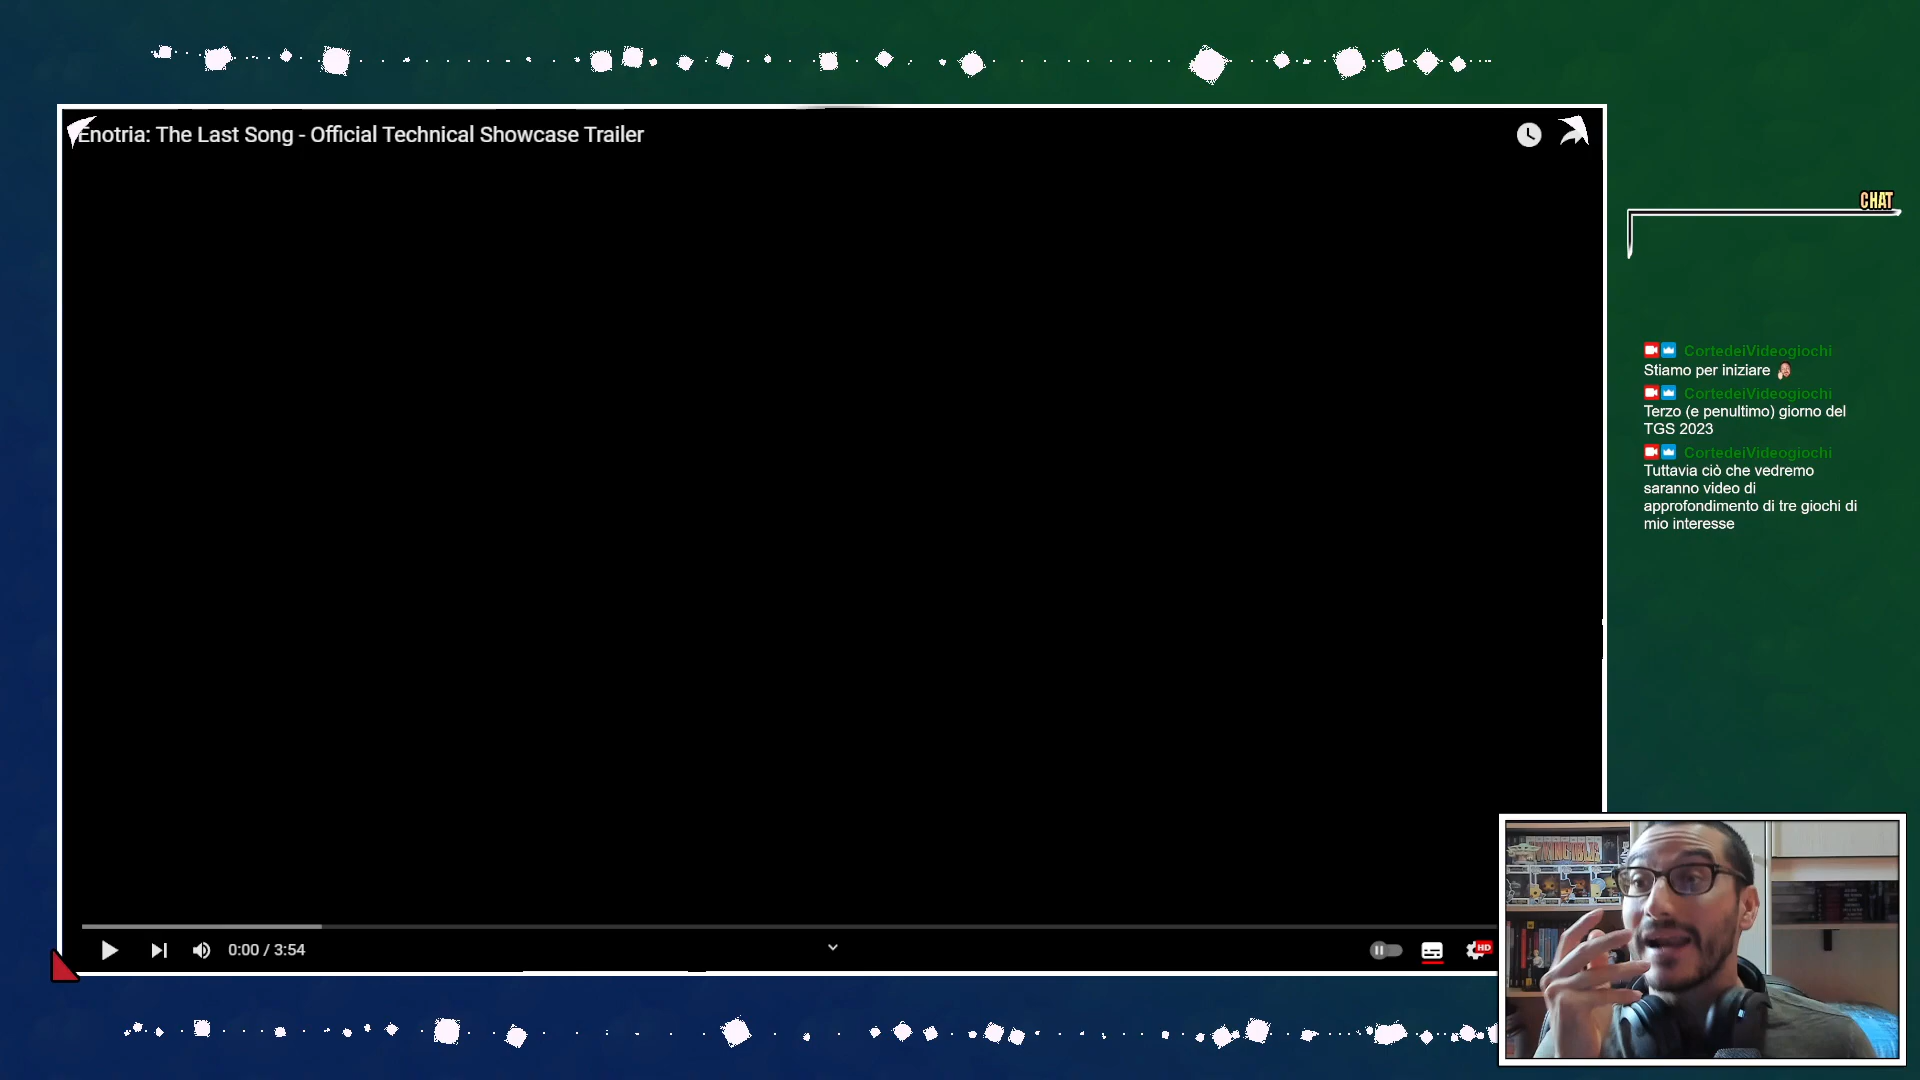 Enotria: The Last Song - Official Technical Showcase Trailer
CHAT
CortedeiVideogiochi
Stiamo per iniziare
CortedeiVideogiochi
Terzo (e penultimo) giorno del
TGS 2023
CortedeiVideogiochi
Tuttavia ciò che vedremo
saranno video di
approfondimento di tre giochi di
mio interesse
0:00 / 3:54
HD
INVINCIBLE